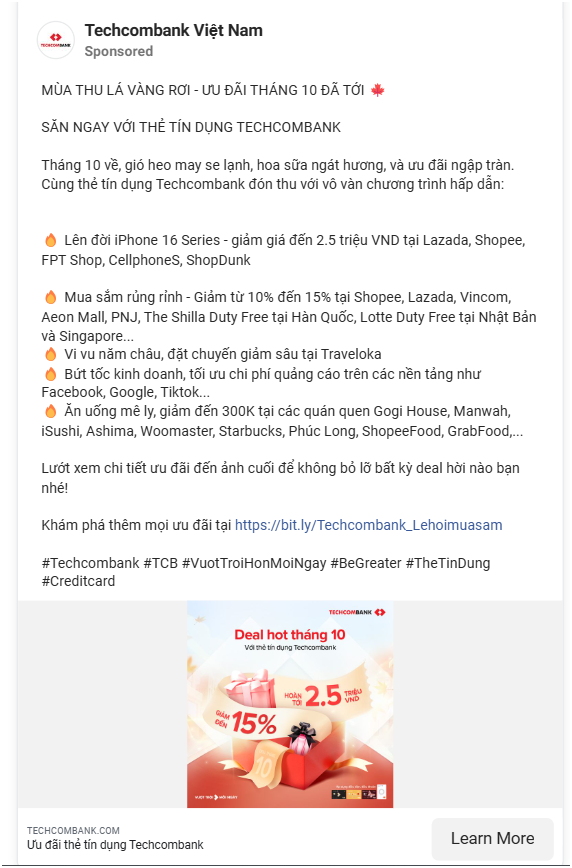 TECHCOMBANK
Techcombank Việt Nam
Sponsored
MÙA THU LÁ VÀNG RƠI - ƯU ĐÃI THÁNG 10 ĐÃ TỚI 🍁
SĂN NGAY VỚI THẺ TÍN DỤNG TECHCOMBANK
Tháng 10 về, gió heo may se lạnh, hoa sữa ngát hương, và ưu đãi ngập tràn.
Cùng thẻ tín dụng Techcombank đón thu với vô vàn chương trình hấp dẫn:
🔥 Lên đời iPhone 16 Series - giảm giá đến 2.5 triệu VND tại Lazada, Shopee,
FPT Shop, CellphoneS, ShopDunk
🔥 Mua sắm rủng rỉnh - Giảm từ 10% đến 15% tại Shopee, Lazada, Vincom,
Aeon Mall, PNJ, The Shilla Duty Free tại Hàn Quốc, Lotte Duty Free tại Nhật Bản
và Singapore...
🔥 Vi vu năm châu, đặt chuyến giảm sâu tại Traveloka
🔥 Bứt tốc kinh doanh, tối ưu chi phí quảng cáo trên các nền tảng như
Facebook, Google, Tiktok...
🔥 Ăn uống mê ly, giảm đến 300K tại các quán quen Gogi House, Manwah,
iSushi, Ashima, Woomaster, Starbucks, Phúc Long, ShopeeFood, GrabFood,...
Lướt xem chi tiết ưu đãi đến ảnh cuối để không bỏ lỡ bất kỳ deal hời nào bạn
nhé!
Khám phá thêm mọi ưu đãi tại https://bit.ly/Techcombank_Lehoimuasam
#Techcombank #TCB #VuotTroiHonMoiNgay #BeGreater #TheTinDung
#Creditcard
TECHCOMBANK
Deal hot tháng 10
Với thẻ tín dụng Techcombank
HOÀN TỚI 2.5 TRIỆU VND
GIẢM ĐẾN 15%
10
VƯỢT TRỘI MỖI NGÀY
TECHCOMBANK.COM
Ưu đãi thẻ tín dụng Techcombank
Learn More